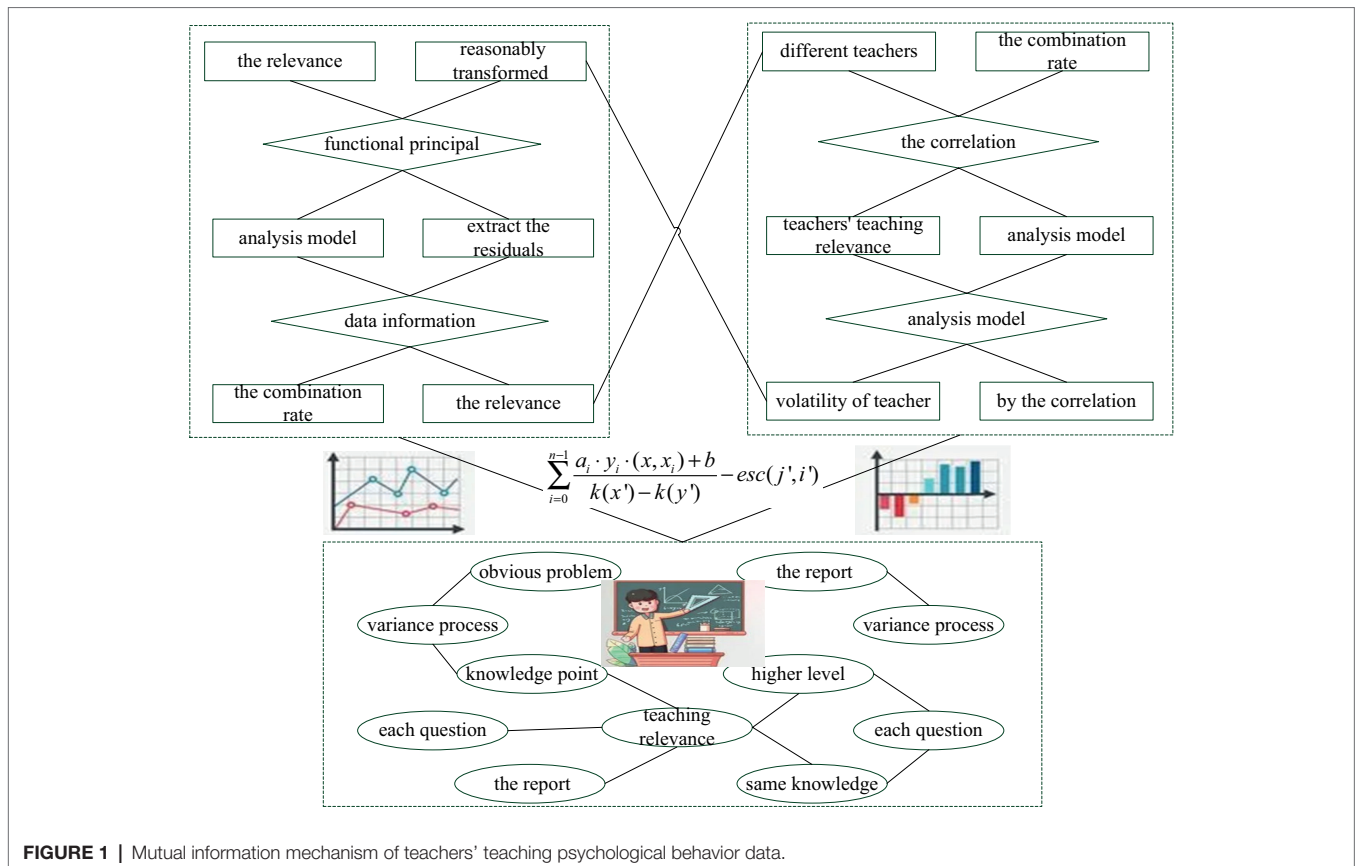 the relevance
reasonably
transformed
functional principal
analysis model
extract the
residuals
data information
the combination
rate
the relevance
different teachers
the combination
rate
the correlation
teachers' teaching
relevance
analysis model
analysis model
volatility of teacher
by the correlation
\sum_{i=0}^{n-1} \frac{a_i \cdot y_i \cdot (x, x_i) + b}{k(x') - k(y')} - esc(j', i')
obvious problem
the report
variance process
variance process
knowledge point
higher level
each question
teaching
relevance
each question
the report
same knowledge
FIGURE 1 | Mutual information mechanism of teachers' teaching psychological behavior data.